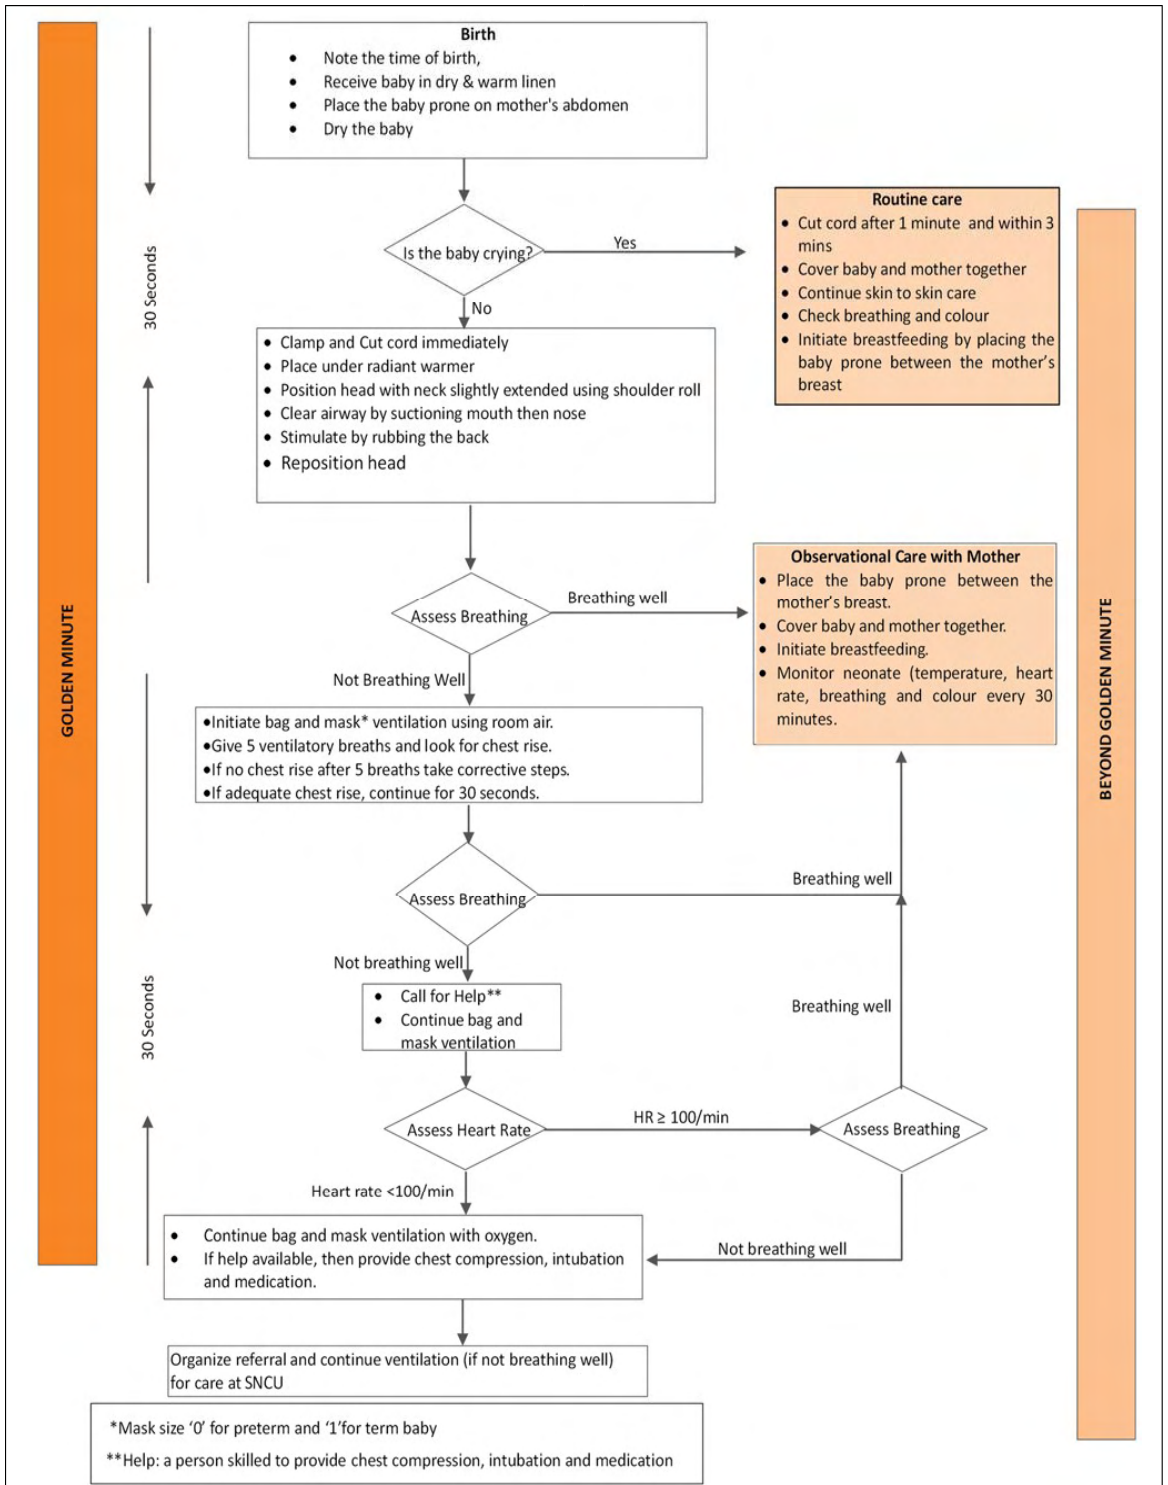 GOLDEN MINUTE
30 Seconds
Birth
• Note the time of birth,
• Receive baby in dry & warm linen
• Place the baby prone on mother's abdomen
• Dry the baby
Is the baby crying?
Yes
No
Routine care
• Cut cord after 1 minute and within 3
mins
• Cover baby and mother together
• Continue skin to skin care
• Check breathing and colour
• Initiate breastfeeding by placing the
baby prone between the mother's
breast
• Clamp and Cut cord immediately
• Place under radiant warmer
• Position head with neck slightly extended using shoulder roll
• Clear airway by suctioning mouth then nose
• Stimulate by rubbing the back
• Reposition head
Assess Breathing
Breathing well
Not Breathing Well
Observational Care with Mother
• Place the baby prone between the
mother's breast.
• Cover baby and mother together.
• Initiate breastfeeding.
• Monitor neonate (temperature, heart
rate, breathing and colour every 30
minutes.
•Initiate bag and mask* ventilation using room air.
•Give 5 ventilatory breaths and look for chest rise.
•If no chest rise after 5 breaths take corrective steps.
•If adequate chest rise, continue for 30 seconds.
Assess Breathing
Breathing well
Not breathing well
30 Seconds
• Call for Help**
• Continue bag and
mask ventilation
Breathing well
Assess Heart Rate
HR ≥ 100/min
Assess Breathing
Heart rate <100/min
Not breathing well
• Continue bag and mask ventilation with oxygen.
• If help available, then provide chest compression, intubation
and medication.
Organize referral and continue ventilation (if not breathing well)
for care at SNCU
*Mask size '0' for preterm and '1'for term baby
**Help: a person skilled to provide chest compression, intubation and medication
BEYOND GOLDEN MINUTE